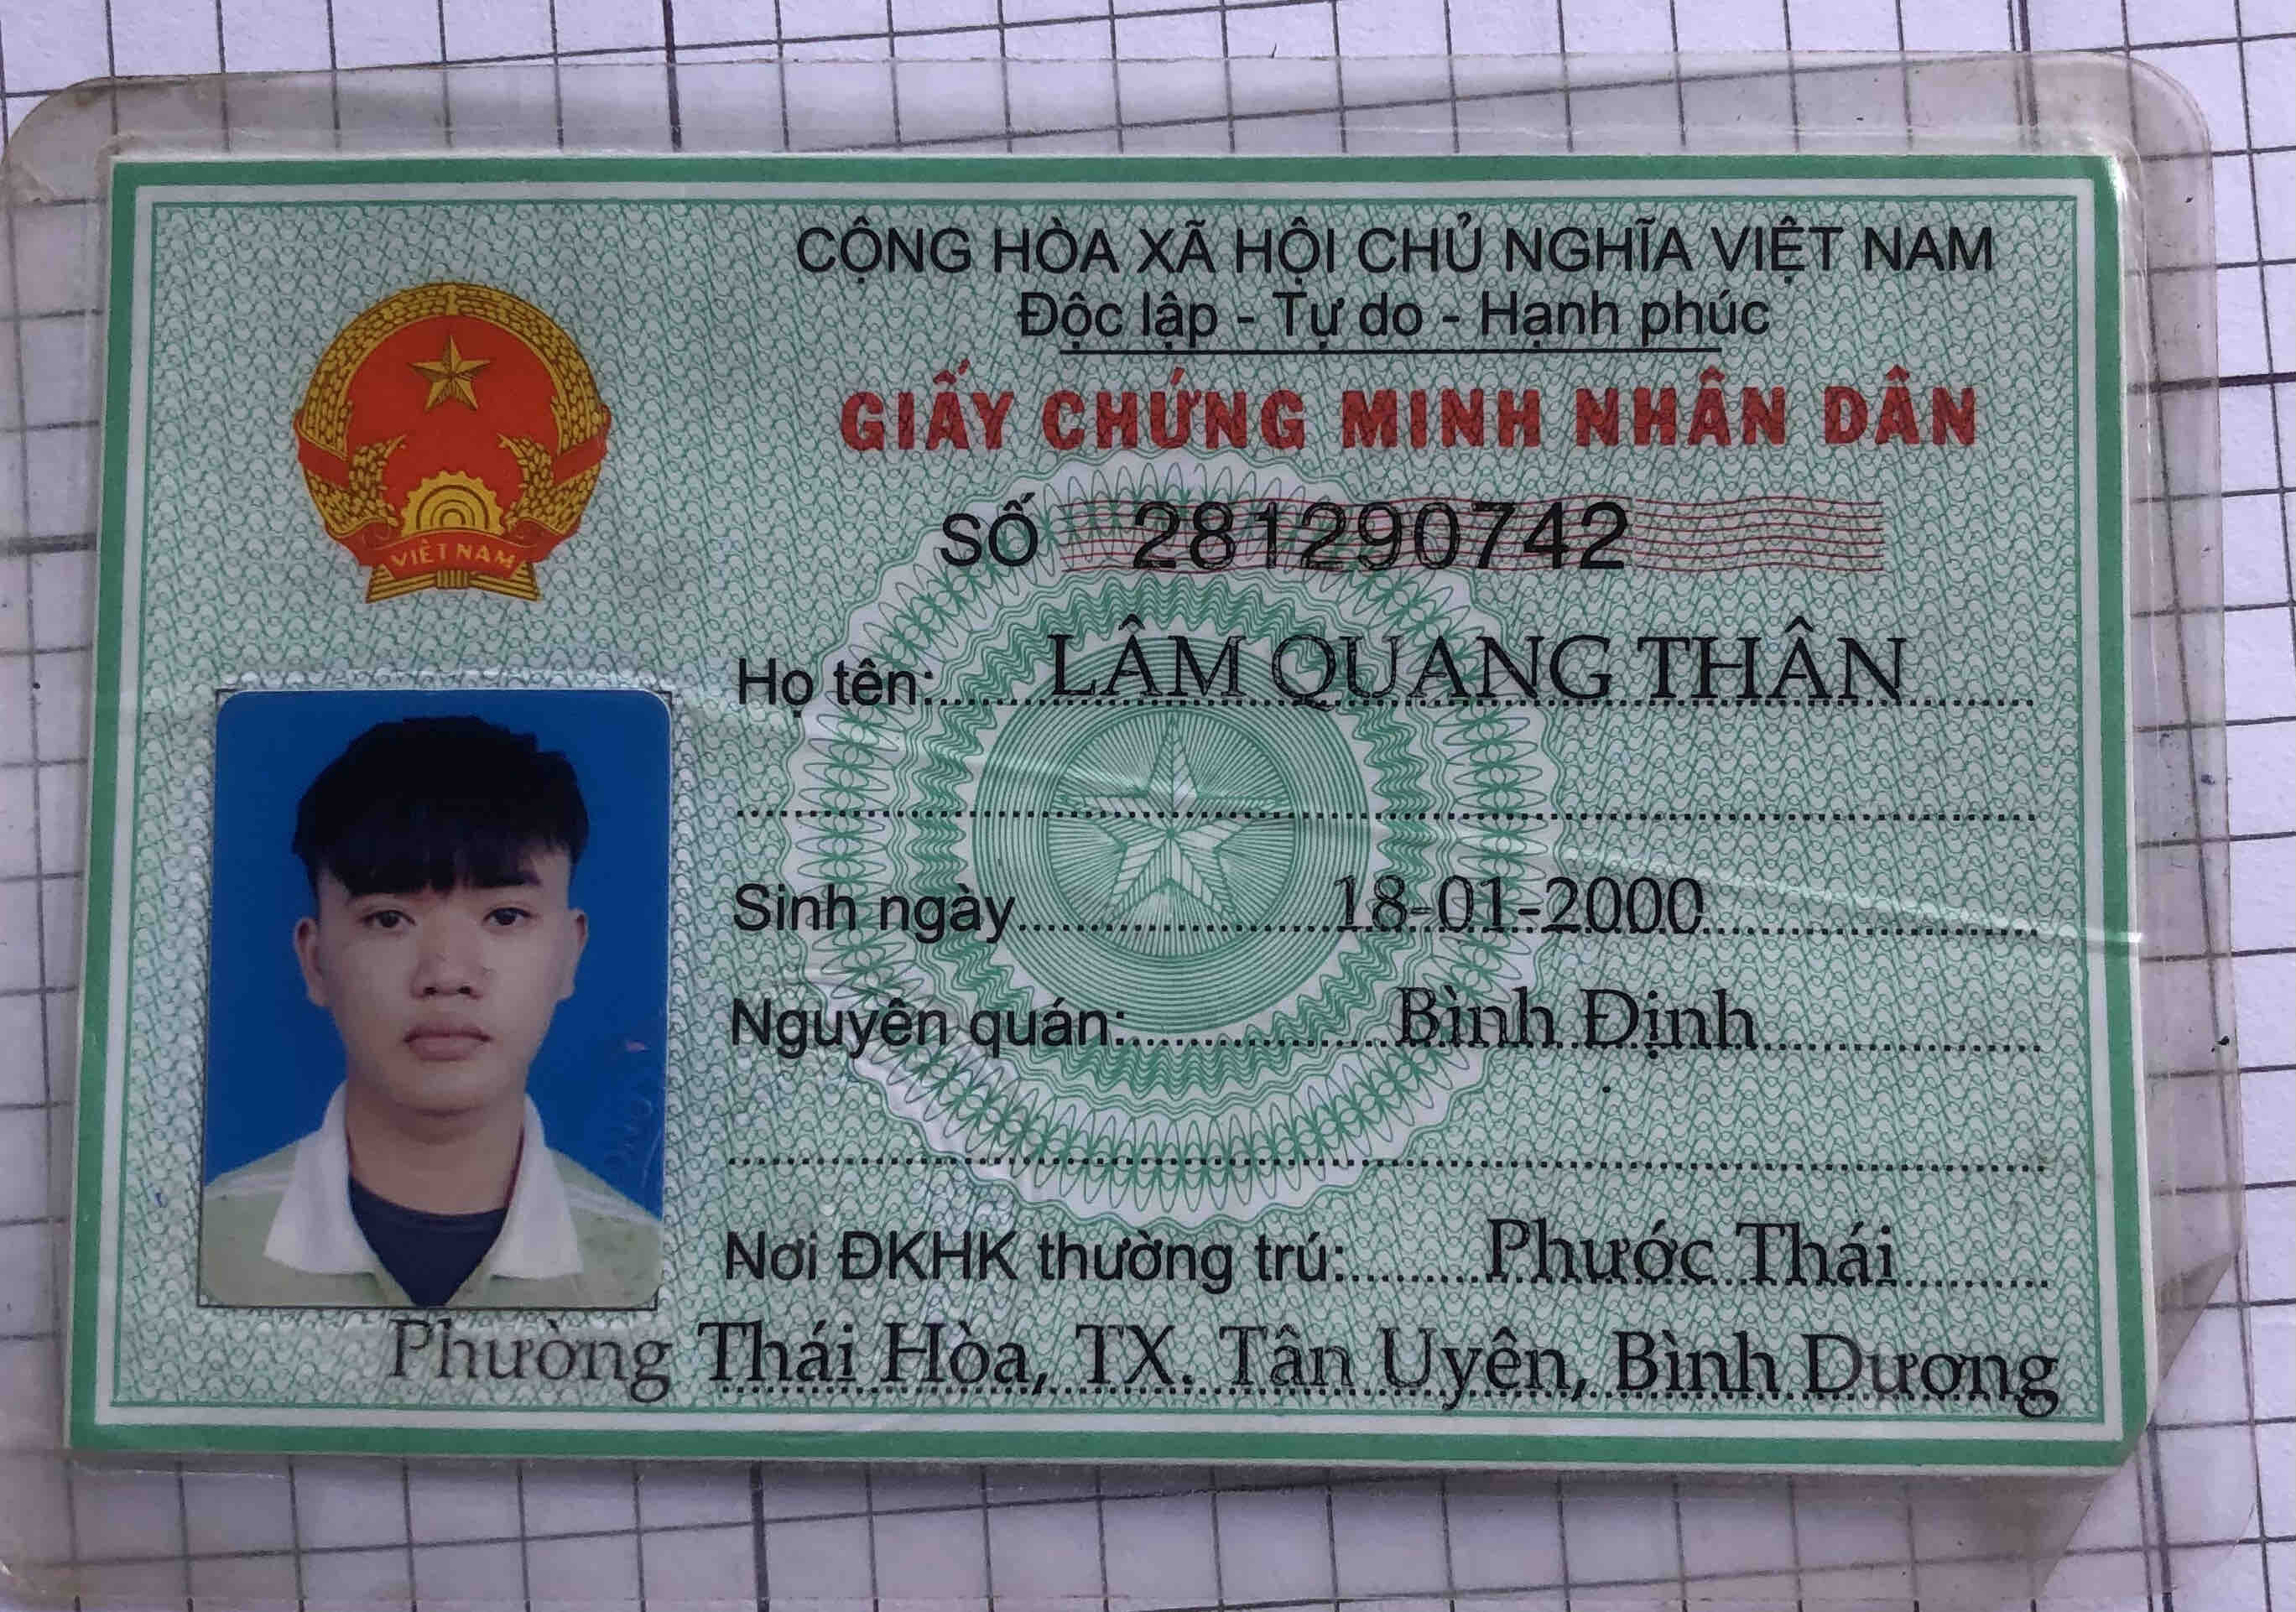 CỘNG HÒA XÃ HỘI CHỦ NGHĨA VIỆT NAM
Độc lập - Tự do - Hạnh phúc
GIẤY CHỨNG MINH NHÂN DÂN
SỐ 281290742
VIỆT NAM
Họ tên: LÂM QUANG THÂN
Sinh ngày 18-01-2000
Nguyên quán: Bình Định
Nơi ĐKHK thường trú: Phước Thái
Phường Thái Hòa, TX. Tân Uyên, Bình Dương